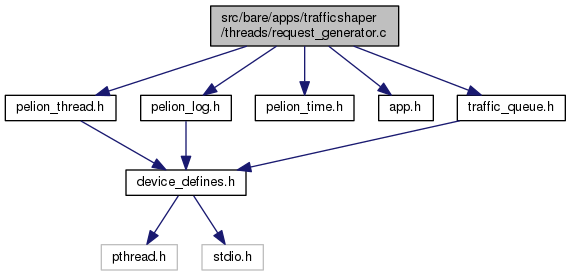 src/bare/apps/trafficshaper
/threads/request_generator.c
pelion_thread.h
pelion_log.h
pelion_time.h
app.h
traffic_queue.h
device_defines.h
pthread.h
stdio.h